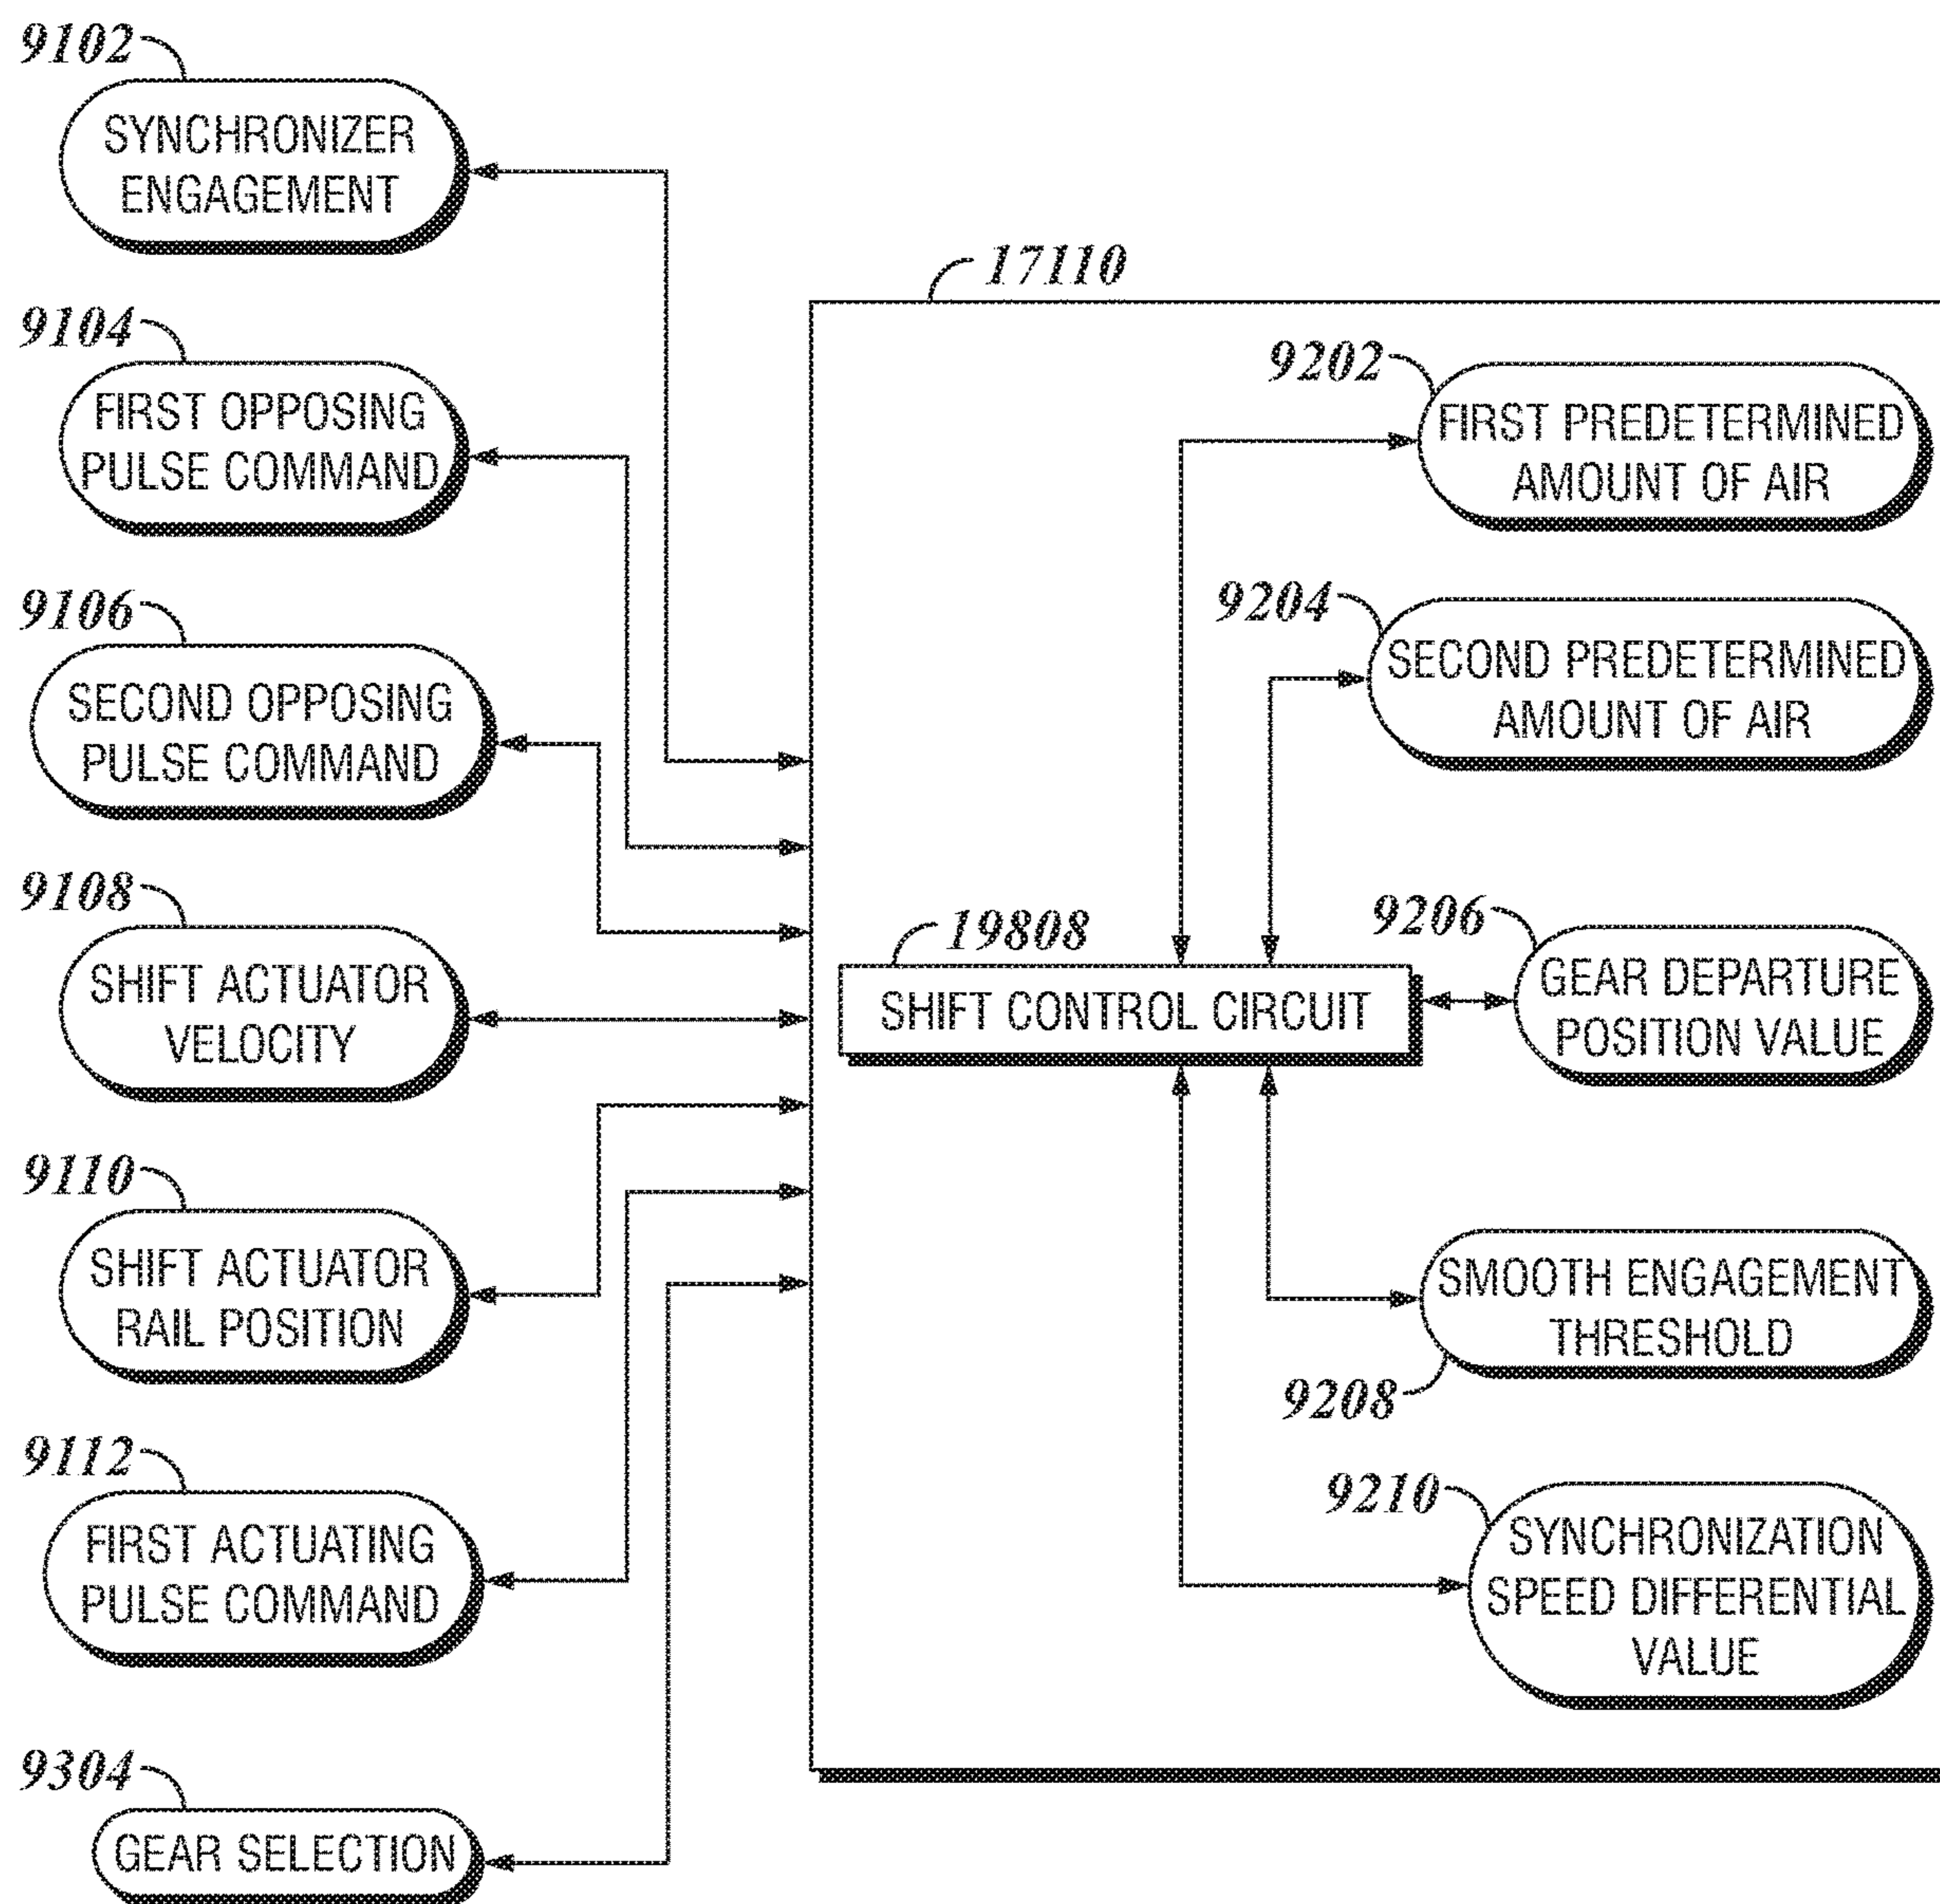 9102
SYNCHRONIZER
ENGAGEMENT
9104
FIRST OPPOSING
PULSE COMMAND
9106
SECOND OPPOSING
PULSE COMMAND
9108
SHIFT ACTUATOR
VELOCITY
9110
SHIFT ACTUATOR
RAIL POSITION
9112
FIRST ACTUATING
PULSE COMMAND
9304
GEAR SELECTION
17110
9202
FIRST PREDETERMINED
AMOUNT OF AIR
9204
SECOND PREDETERMINED
AMOUNT OF AIR
19808
SHIFT CONTROL CIRCUIT
9206
GEAR DEPARTURE
POSITION VALUE
SMOOTH ENGAGEMENT
THRESHOLD
9208
9210
SYNCHRONIZATION
SPEED DIFFERENTIAL
VALUE